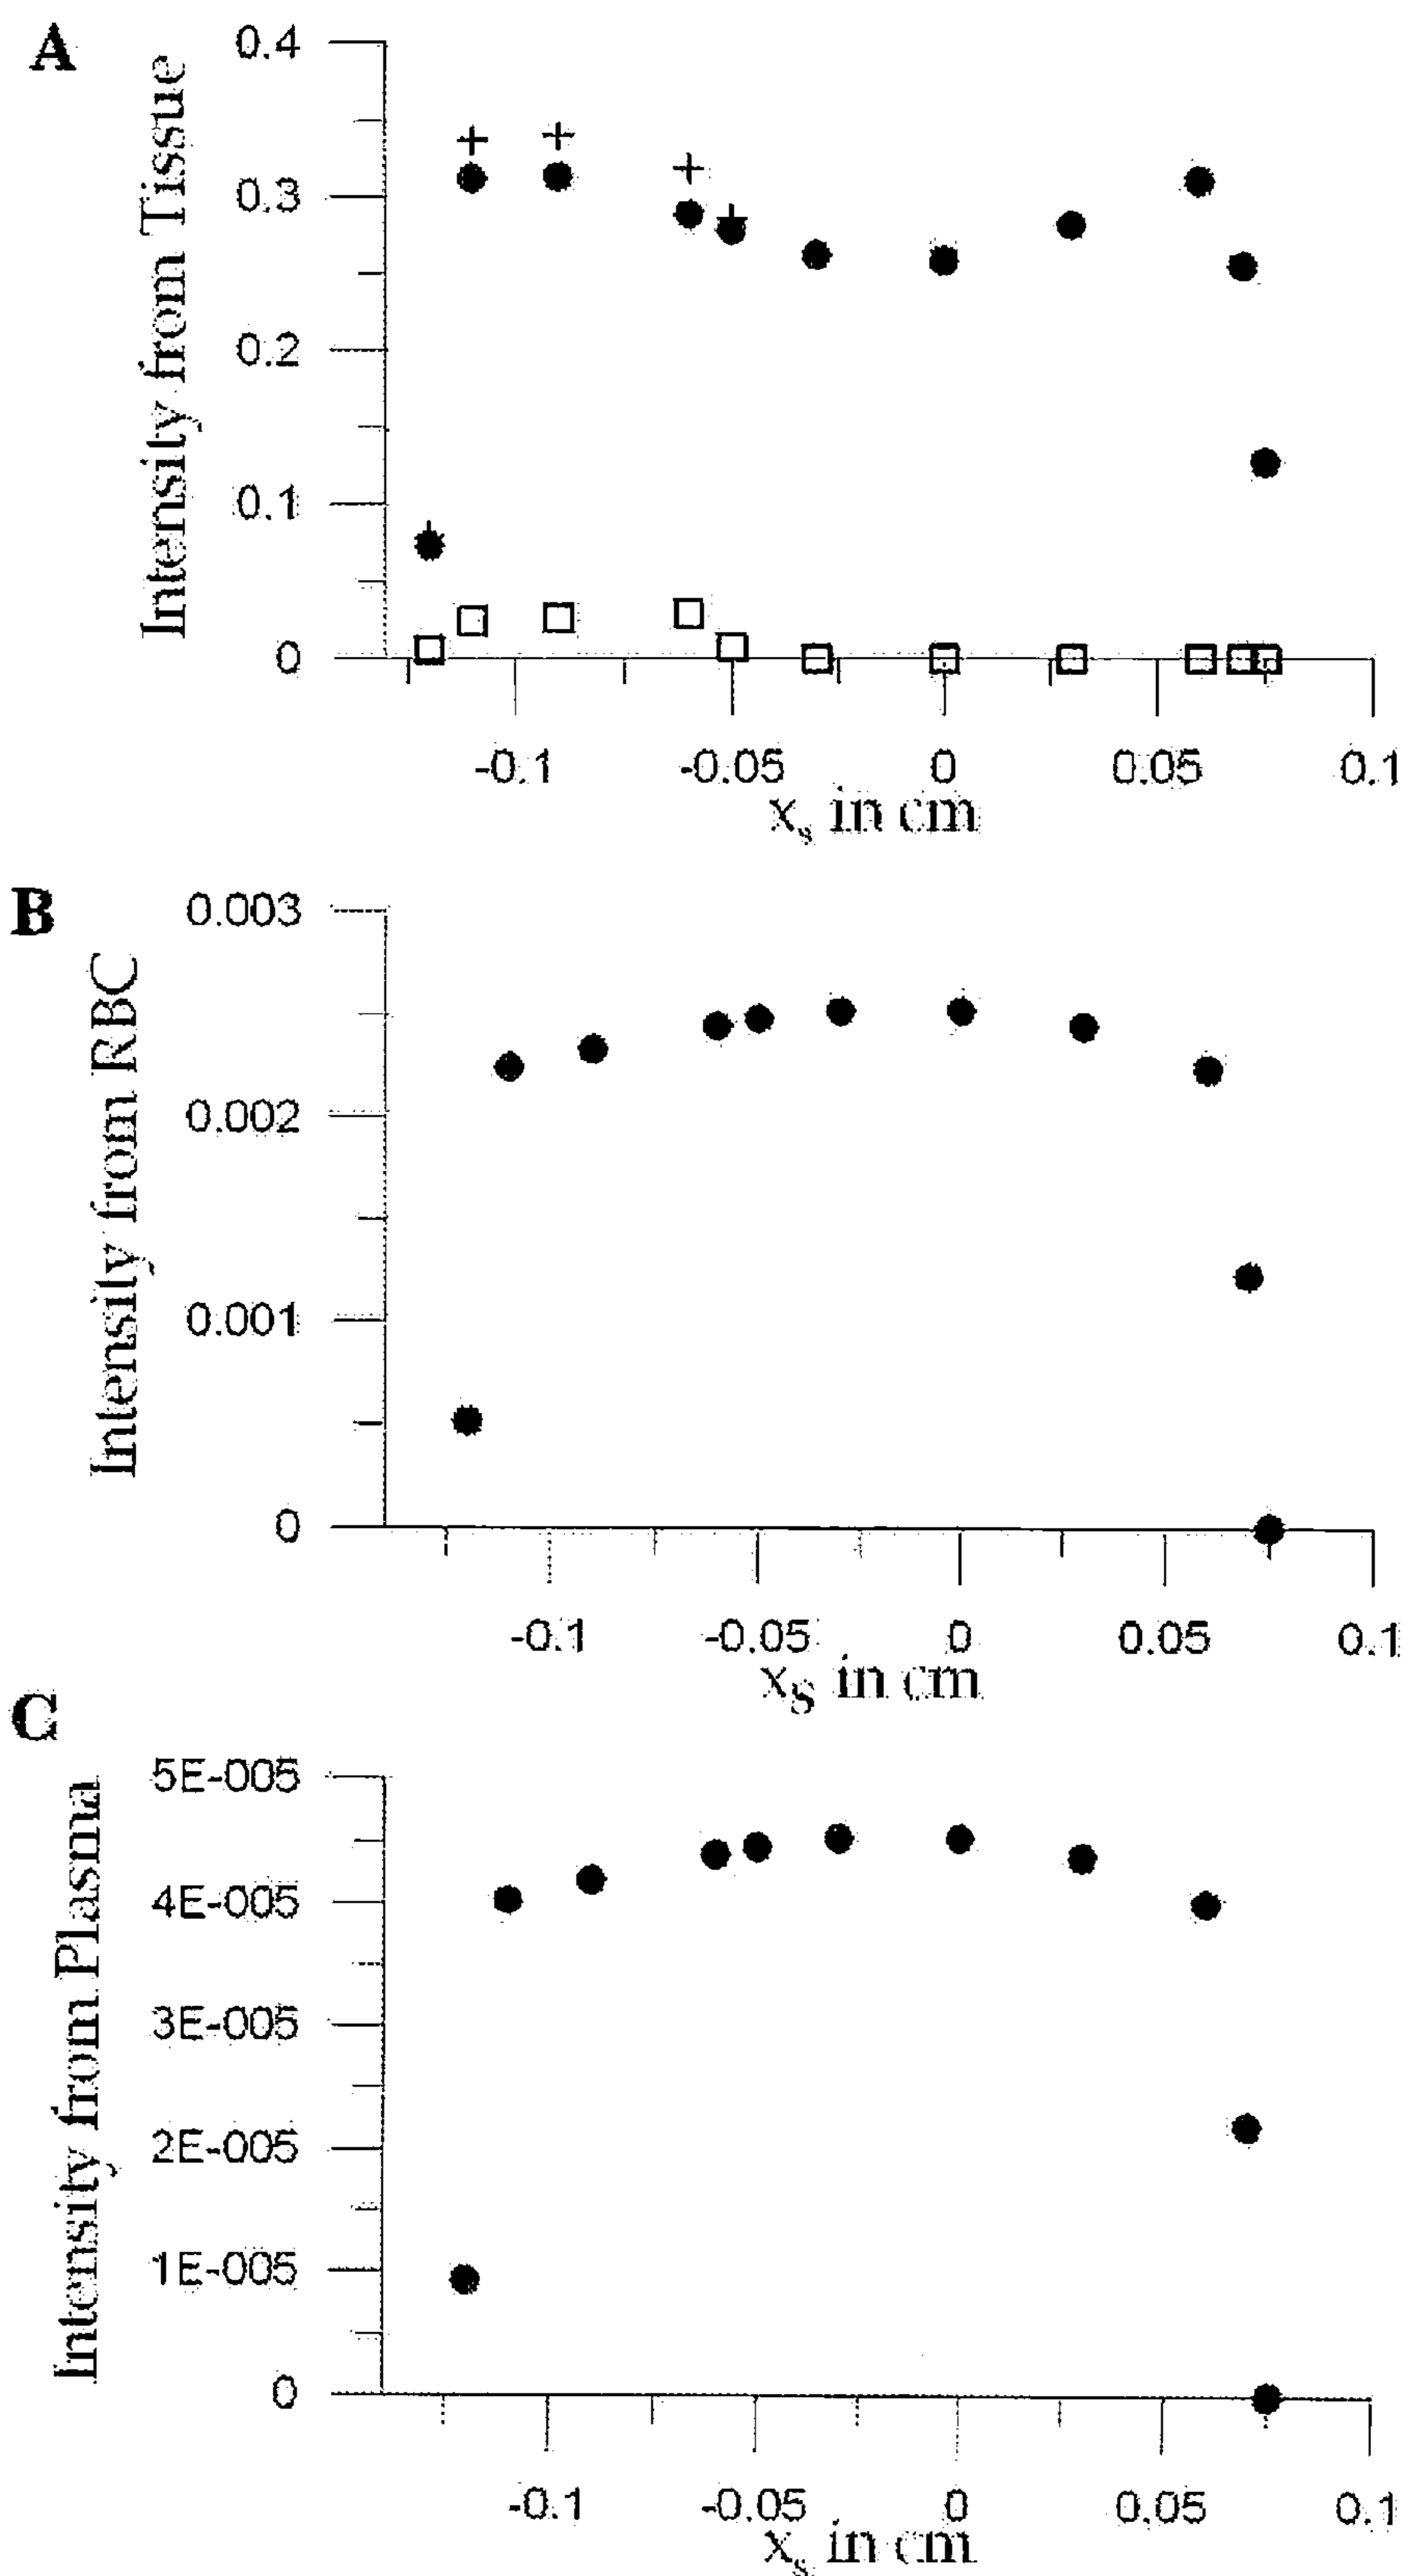 A
Intensity from Tissue
0.4
0.3
0.2
0.1
0
-0.1 -0.05 0 0.05 0.1
xs in cm
B
Intensity from RBC
0.003
0.002
0.001
0
-0.1 -0.05 0 0.05 0.1
xs in cm
C
Intensity from Plasma
5E-005
4E-005
3E-005
2E-005
1E-005
0
-0.1 -0.05 0 0.05 0.1
xs in cm